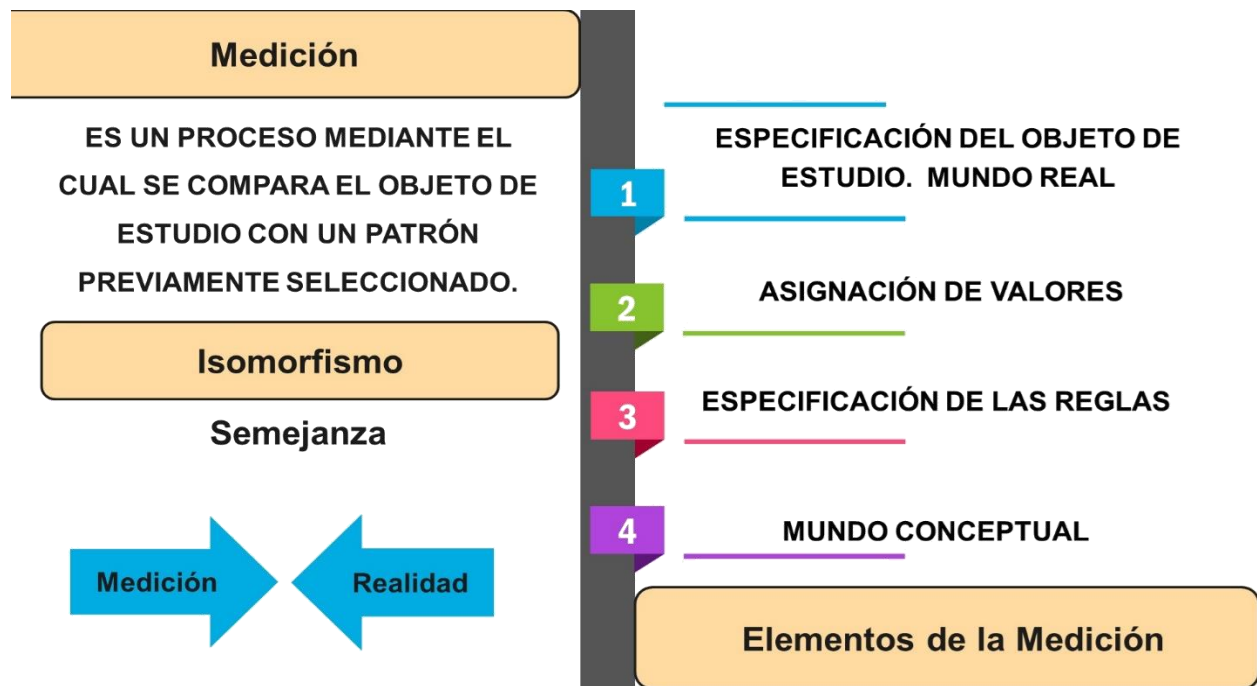 Medición
ES UN PROCESO MEDIANTE EL
CUAL SE COMPARA EL OBJETO DE
ESTUDIO CON UN PATRÓN
PREVIAMENTE SELECCIONADO.
Isomorfismo
Semejanza
Medición
Realidad
1
ESPECIFICACIÓN DEL OBJETO DE
ESTUDIO. MUNDO REAL
2
ASIGNACIÓN DE VALORES
3
ESPECIFICACIÓN DE LAS REGLAS
4
MUNDO CONCEPTUAL
Elementos de la Medición